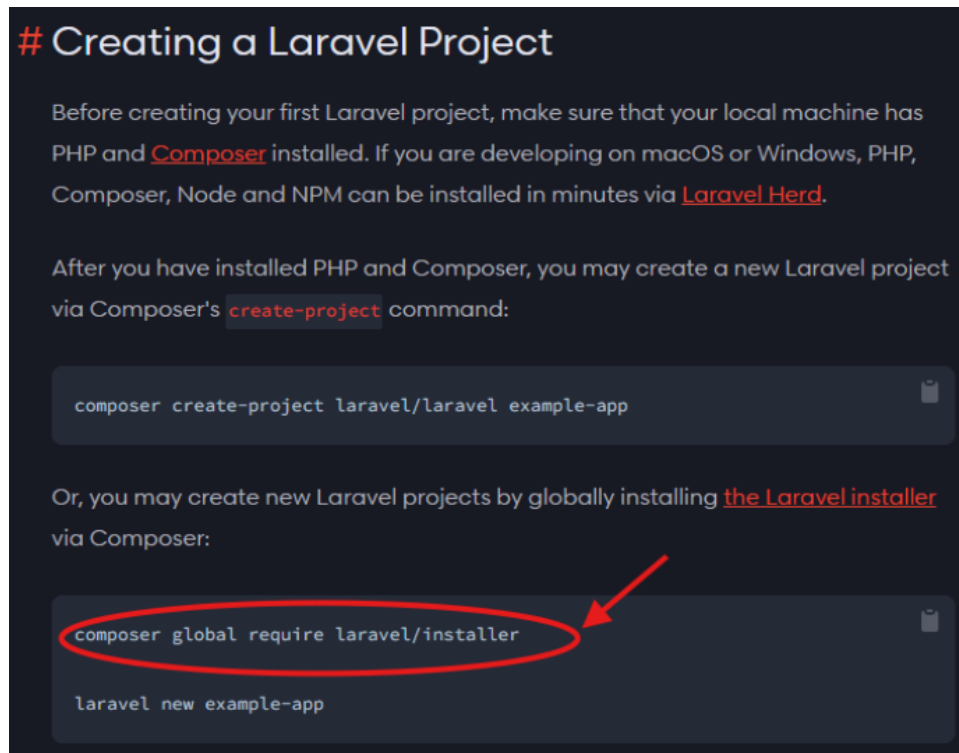 # Creating a Laravel Project
Before creating your first Laravel project, make sure that your local machine has
PHP and Composer installed. If you are developing on macOS or Windows, PHP,
Composer, Node and NPM can be installed in minutes via Laravel Herd.
After you have installed PHP and Composer, you may create a new Laravel project
via Composer's create-project command:
composer create-project laravel/laravel example-app
Or, you may create new Laravel projects by globally installing the Laravel installer
via Composer:
composer global require laravel/installer
laravel new example-app